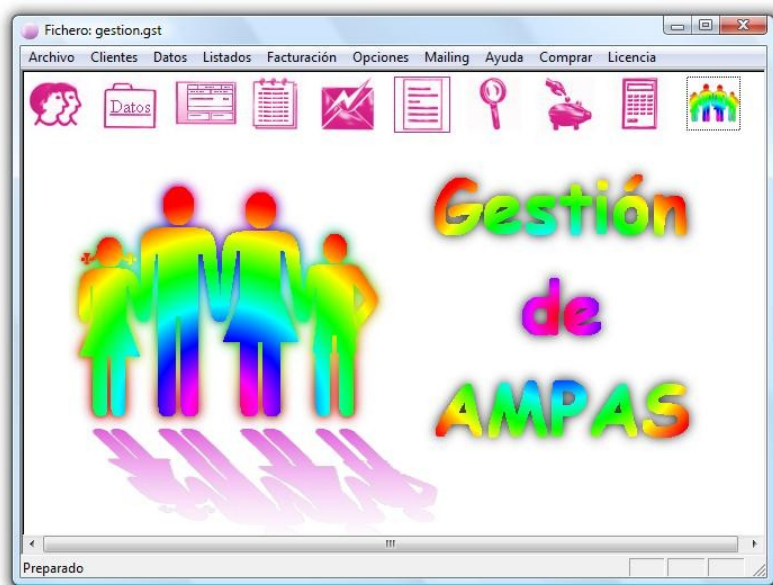 Fichero: gestion.gst
Archivo Clientes Datos Listados Facturación Opciones Mailing Ayuda Comprar Licencia
Datos
Gestión
de
AMPAS
Preparado